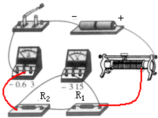 − +
-0.6 3
-3 15
R₂ R₁